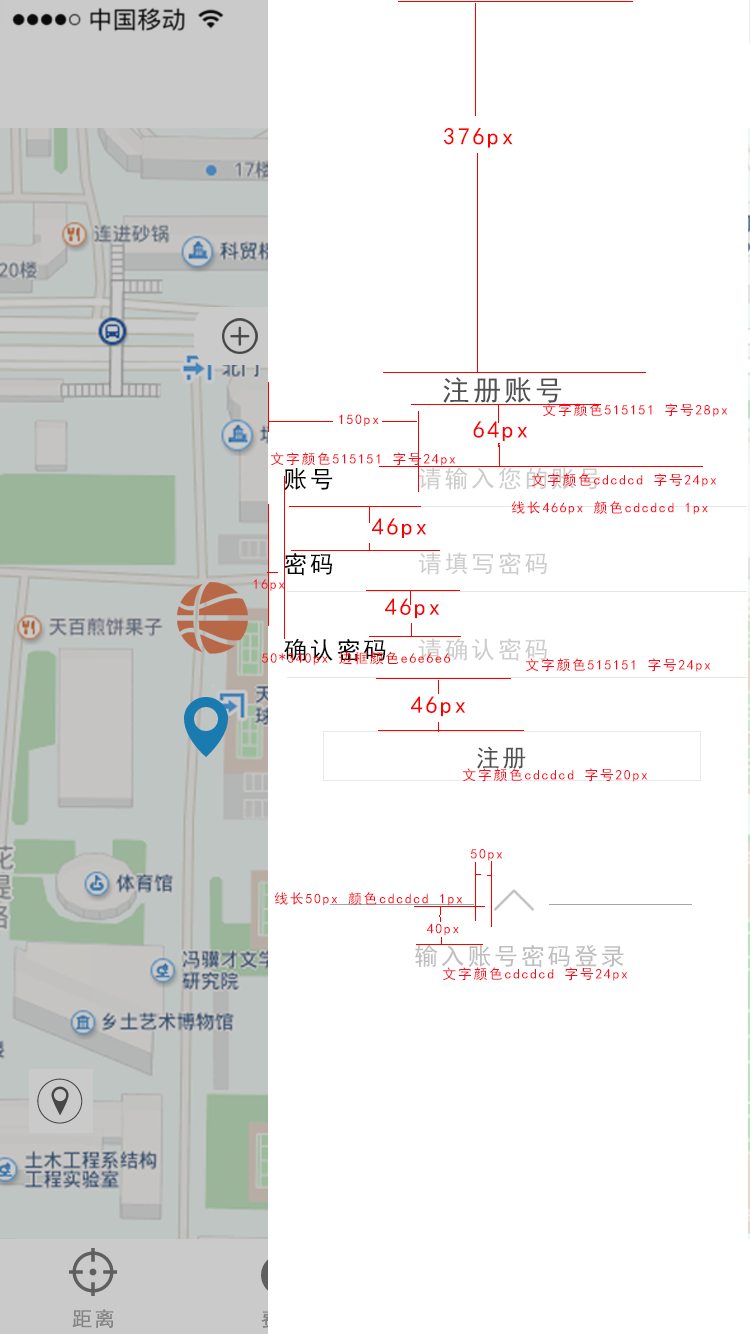 中国移动
376px
17楼
连进砂锅
科贸楼
20楼
北门
注册账号
文字颜色515151 字号28px
150px
64px
文字颜色515151 字号24px
账号
请输入您的账号
文字颜色cdcdcd 字号24px
线长466px 颜色cdcdcd 1px
46px
密码
请填写密码
16px
46px
天百煎饼果子
确认密码
请确认密码
50*340px 边框颜色e6e6e6
文字颜色515151 字号24px
天
球
46px
注册
文字颜色cdcdcd 字号20px
花
堤
路
50px
体育馆
线长50px 颜色cdcdcd 1px
40px
输入账号密码登录
文字颜色cdcdcd 字号24px
冯骥才文学
研究院
乡土艺术博物馆
土木工程系结构
工程实验室
距离